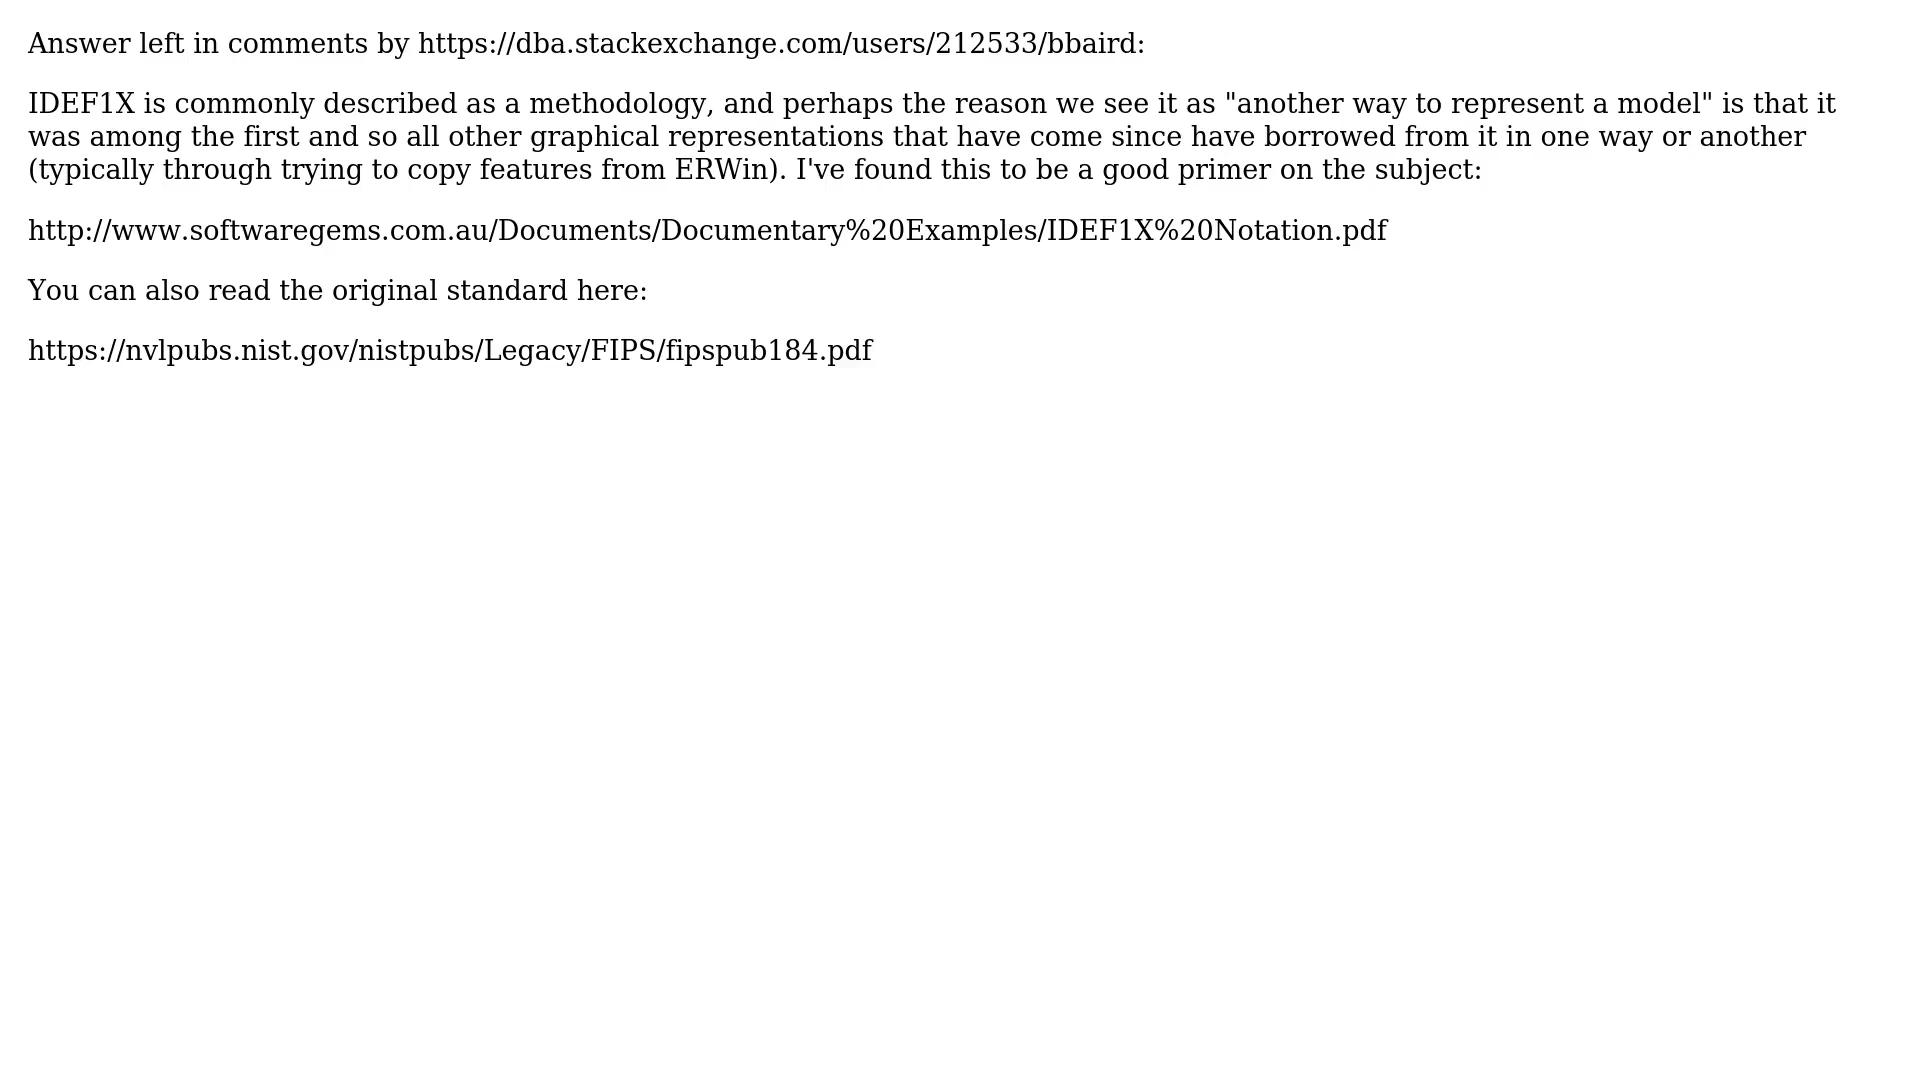 Answer left in comments by https://dba.stackexchange.com/users/212533/bbaird:
IDEF1X is commonly described as a methodology, and perhaps the reason we see it as "another way to represent a model" is that it
was among the first and so all other graphical representations that have come since have borrowed from it in one way or another
(typically through trying to copy features from ERWin). I've found this to be a good primer on the subject:
http://www.softwaregems.com.au/Documents/Documentary%20Examples/IDEF1X%20Notation.pdf
You can also read the original standard here:
https://nvlpubs.nist.gov/nistpubs/Legacy/FIPS/fipspub184.pdf